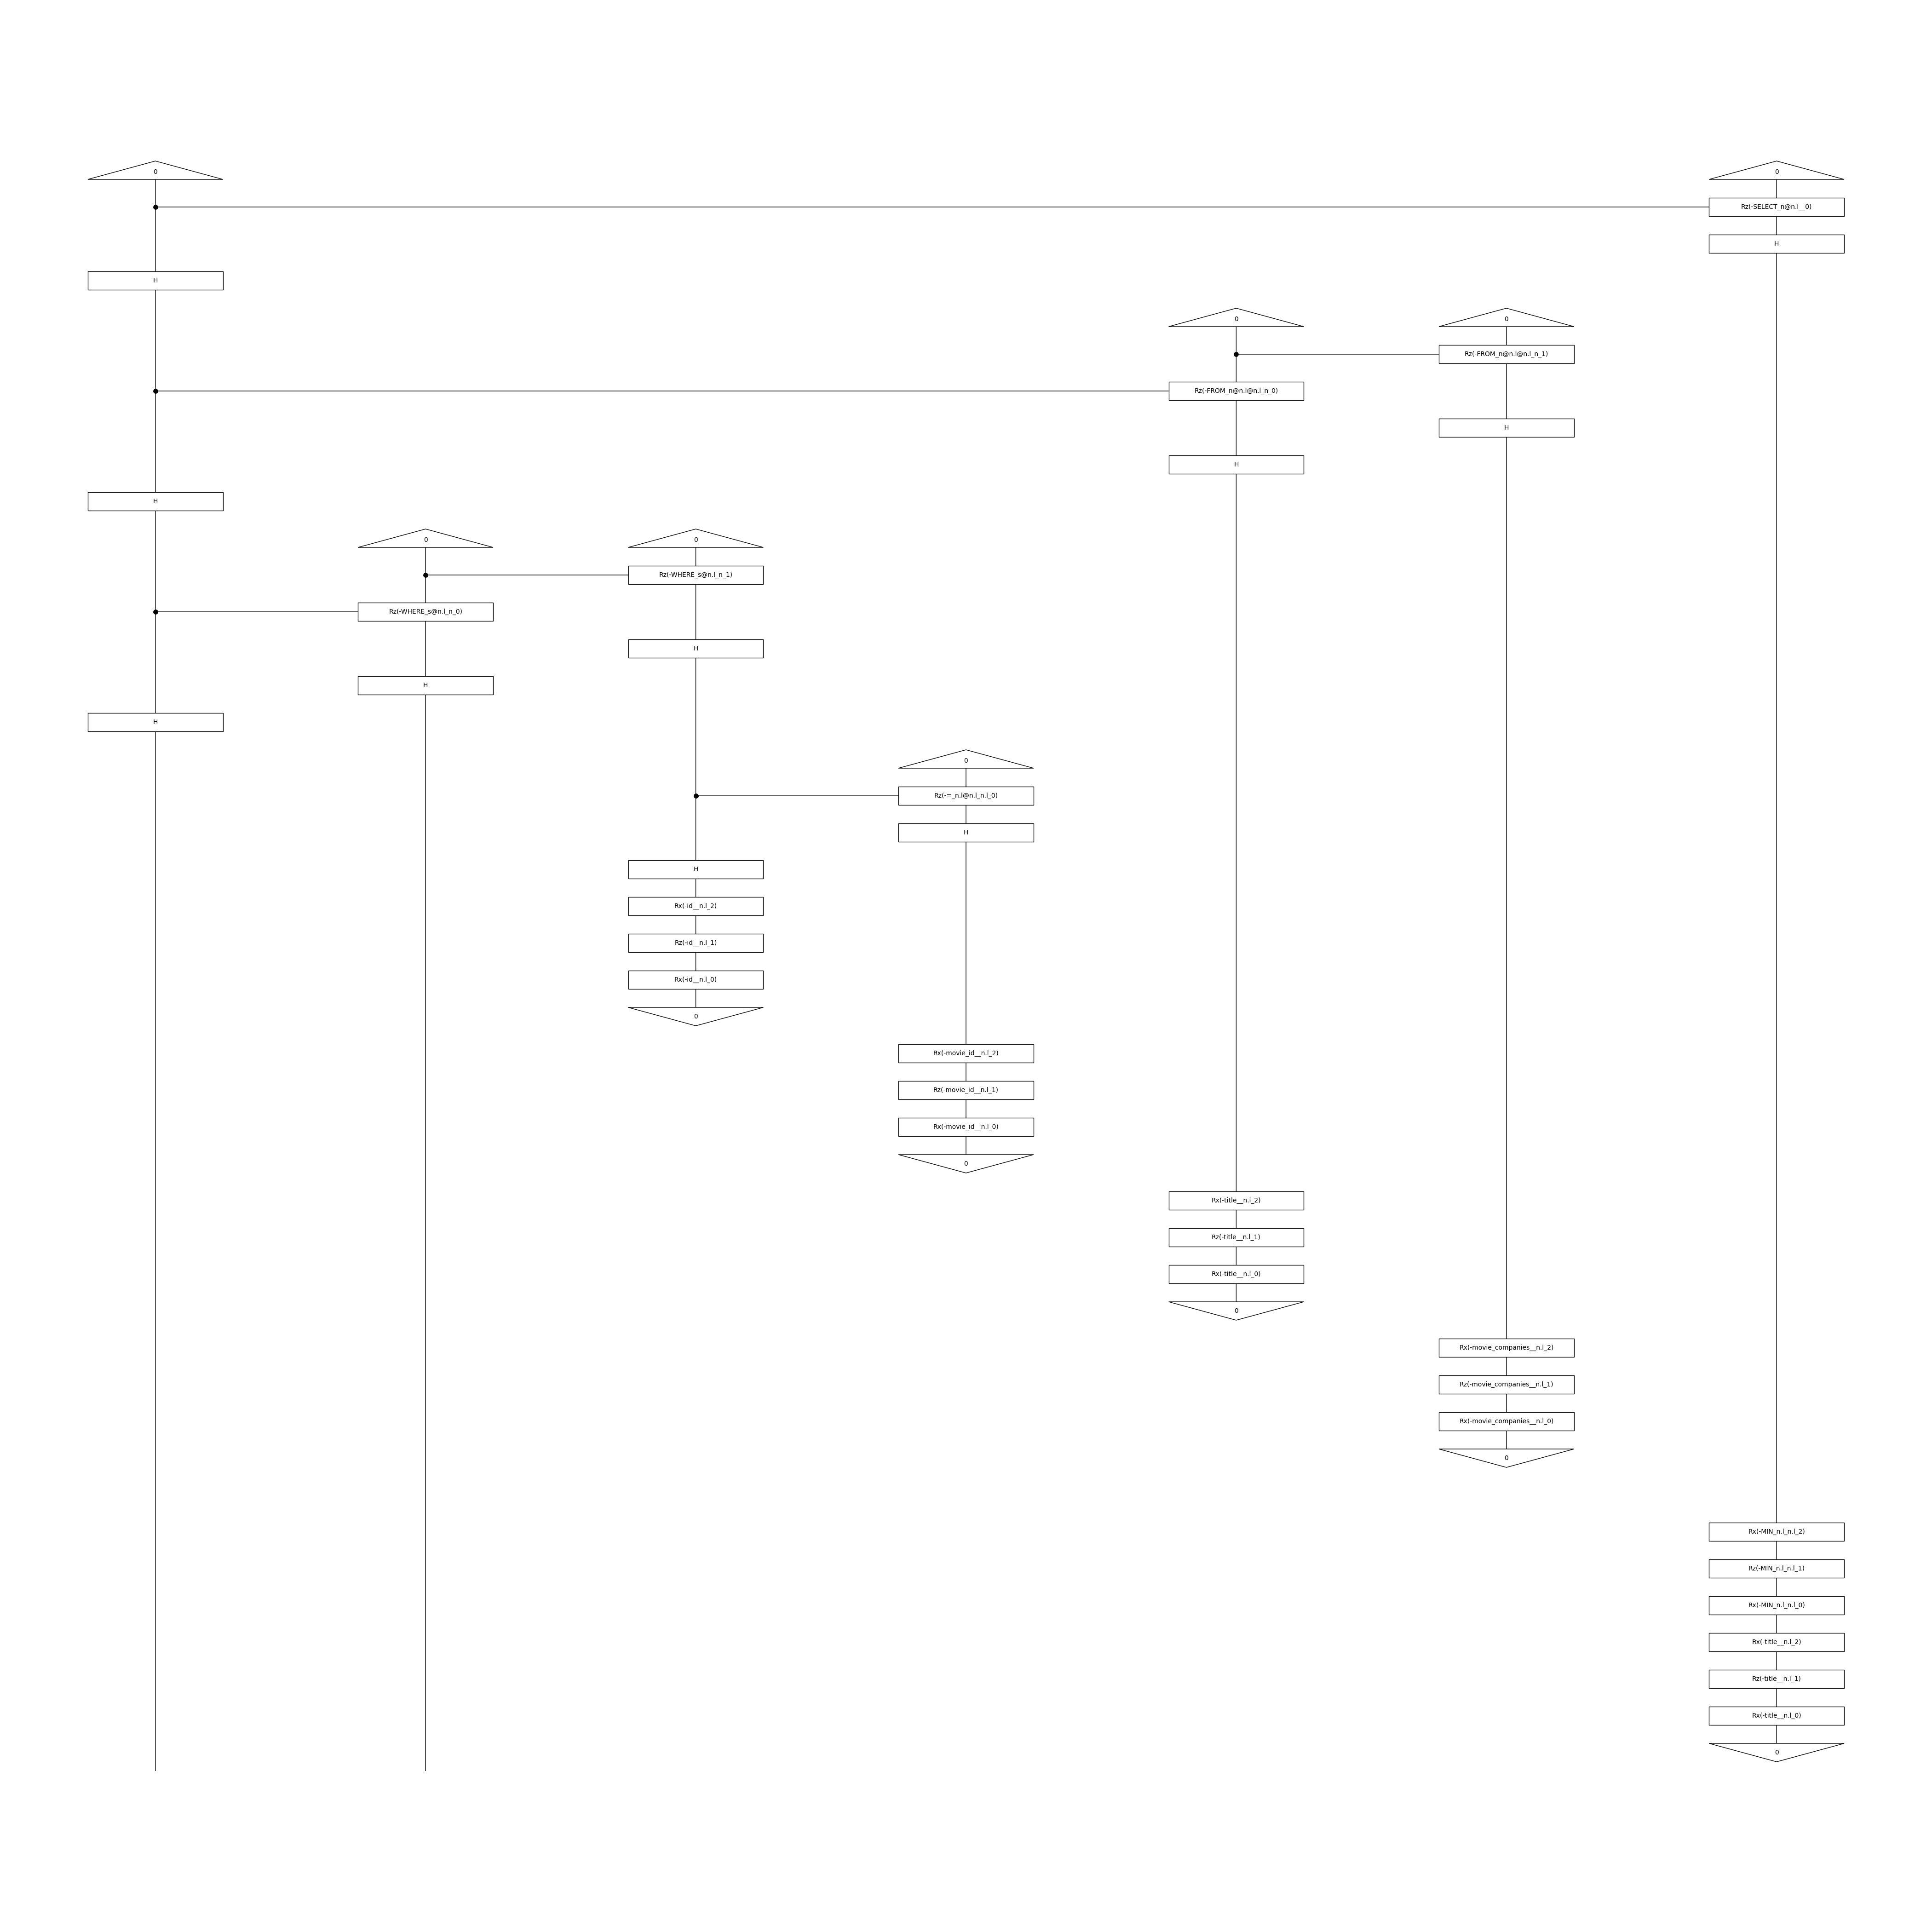 0
0
Rz(-SELECT_n@n.l__0)
H
H
0
0
Rz(-FROM_n@n.l@n.l_n_1)
Rz(-FROM_n@n.l@n.l_n_0)
H
H
H
0
0
Rz(-WHERE_s@n.l_n_1)
Rz(-WHERE_s@n.l_n_0)
H
H
H
0
Rz(-=_n.l@n.l_n.l_0)
H
H
Rx(-id__n.l_2)
Rz(-id__n.l_1)
Rx(-id__n.l_0)
0
Rx(-movie_id__n.l_2)
Rz(-movie_id__n.l_1)
Rx(-movie_id__n.l_0)
0
Rx(-title__n.l_2)
Rz(-title__n.l_1)
Rx(-title__n.l_0)
0
Rx(-movie_companies__n.l_2)
Rz(-movie_companies__n.l_1)
Rx(-movie_companies__n.l_0)
0
Rx(-MIN_n.l_n.l_2)
Rz(-MIN_n.l_n.l_1)
Rx(-MIN_n.l_n.l_0)
Rx(-title__n.l_2)
Rz(-title__n.l_1)
Rx(-title__n.l_0)
0